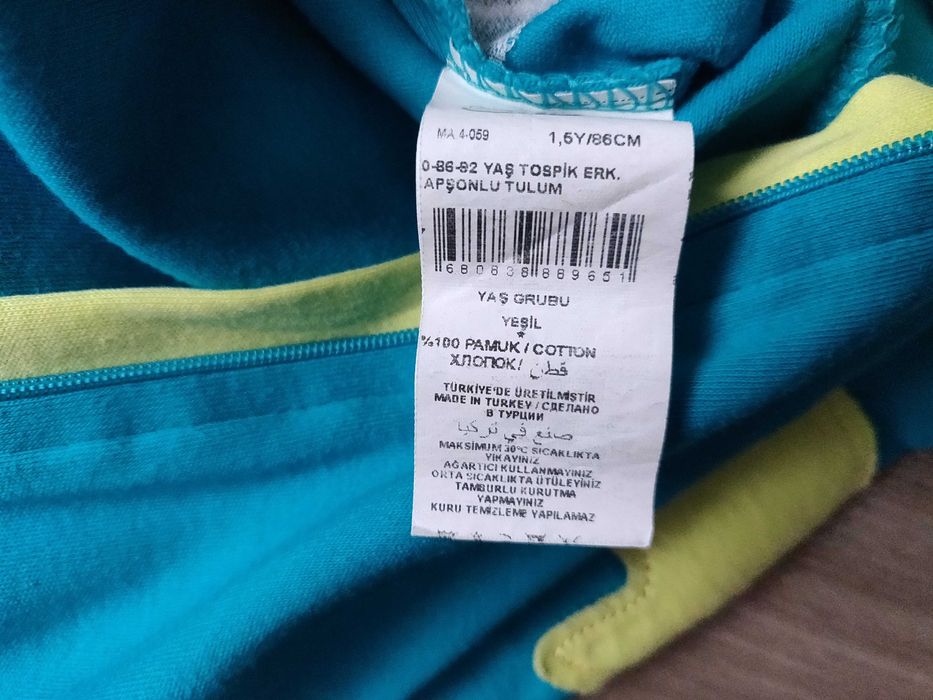 MA 4-059 1,5Y/86CM
0-86-92 YAŞ TOSPİK ERK.
APŞONLU TULUM
680838889651
YAŞ GRUBU
YEŞİL
*
%100 PAMUK / COTTON
ХЛОПОК/ قطن
TÜRKİYE'DE ÜRETİLMİŞTİR
MADE IN TURKEY / СДЕЛАНО
В ТУРЦИИ
صنع في تركيا
MAKSİMUM 30°C SICAKLIKTA
YIKAYINIZ
AĞARTICI KULLANMAYINIZ
ORTA SICAKLIKTA ÜTÜLEYİNİZ
TAMBURLU KURUTMA
YAPMAYINIZ
KURU TEMİZLEME YAPILAMAZ